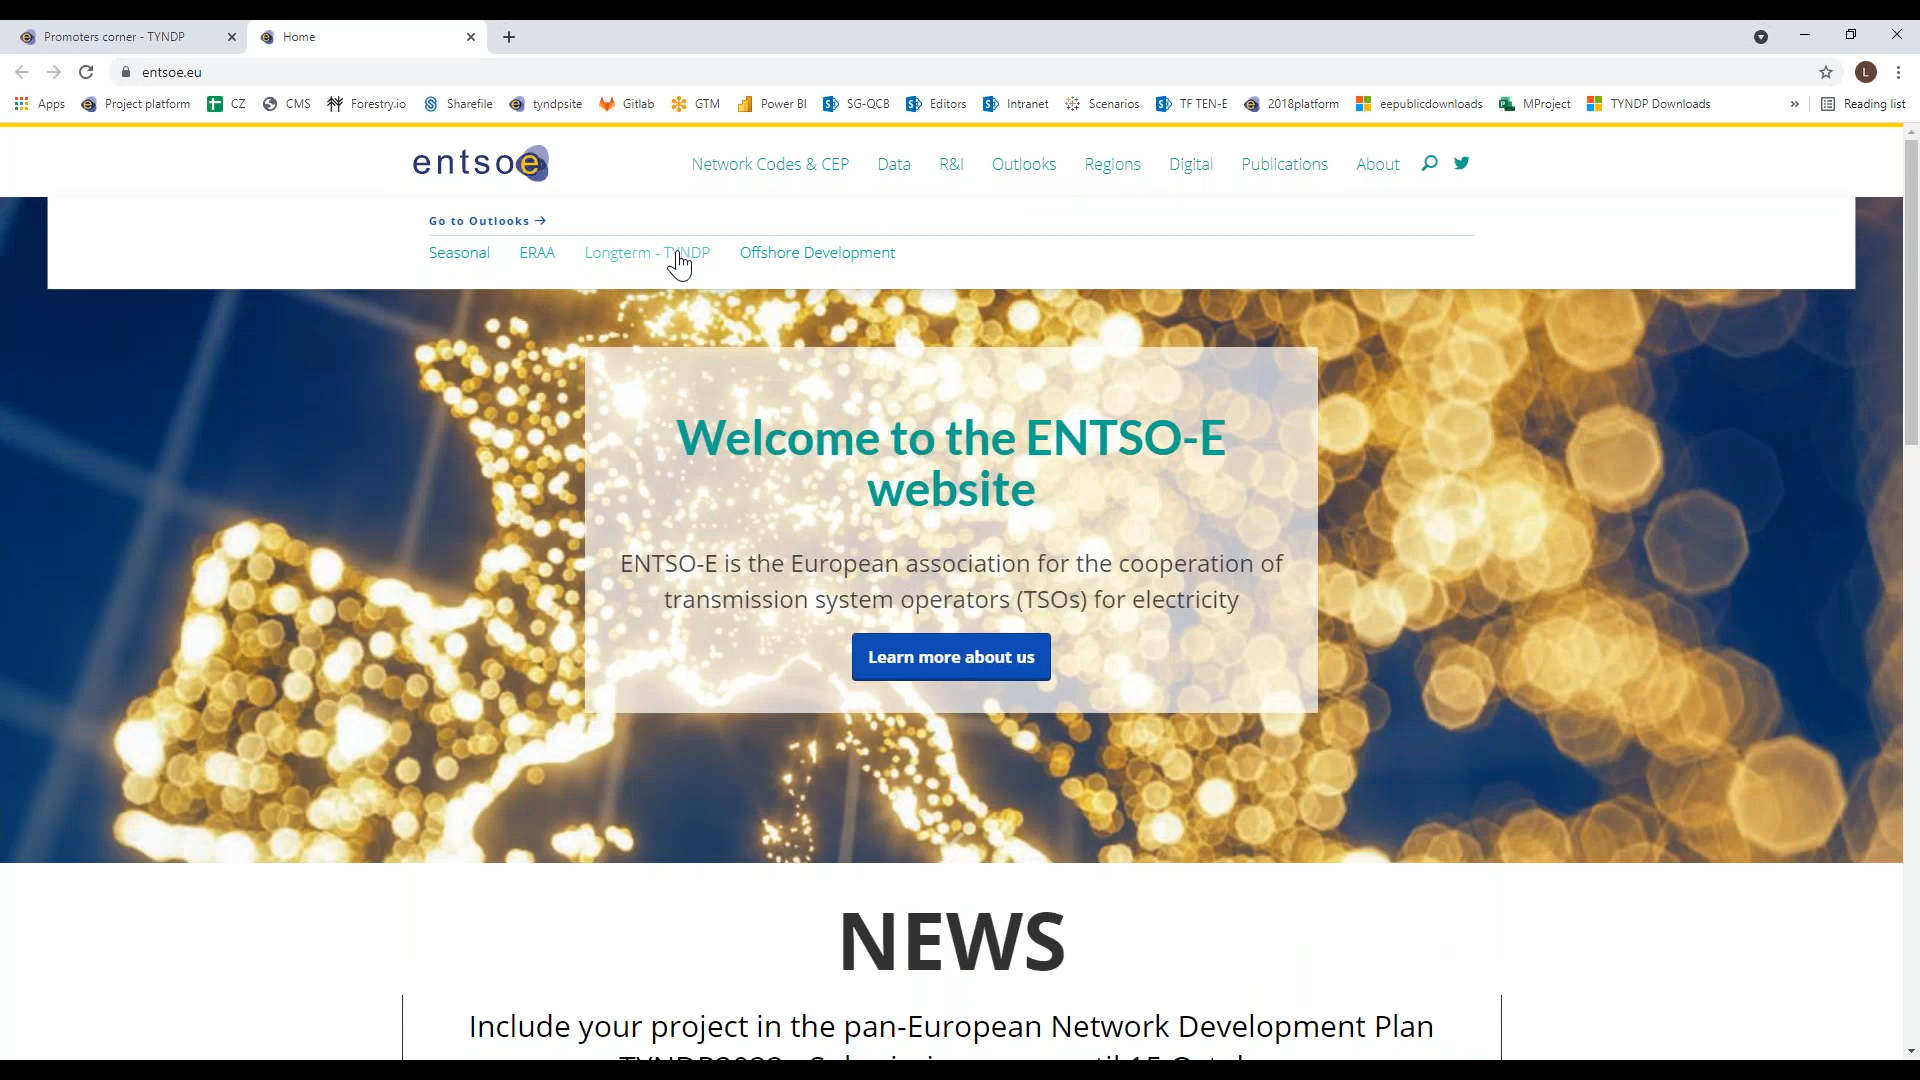 Promoters corner - TYNDP
Home
entsoe.eu
L
Apps
Project platform
CZ
CMS
Forestry.io
Sharefile
tyndpsite
Gitlab
GTM
Power BI
SG-QCB
Editors
Intranet
Scenarios
TF TEN-E
2018platform
eepublicdownloads
MProject
TYNDP Downloads
»
Reading list
entsoe
Network Codes & CEP
Data
R&I
Outlooks
Regions
Digital
Publications
About
Go to Outlooks →
Seasonal
ERAA
Longterm - TYNDP
Offshore Development
Welcome to the ENTSO-E
website
ENTSO-E is the European association for the cooperation of
transmission system operators (TSOs) for electricity
Learn more about us
NEWS
Include your project in the pan-European Network Development Plan